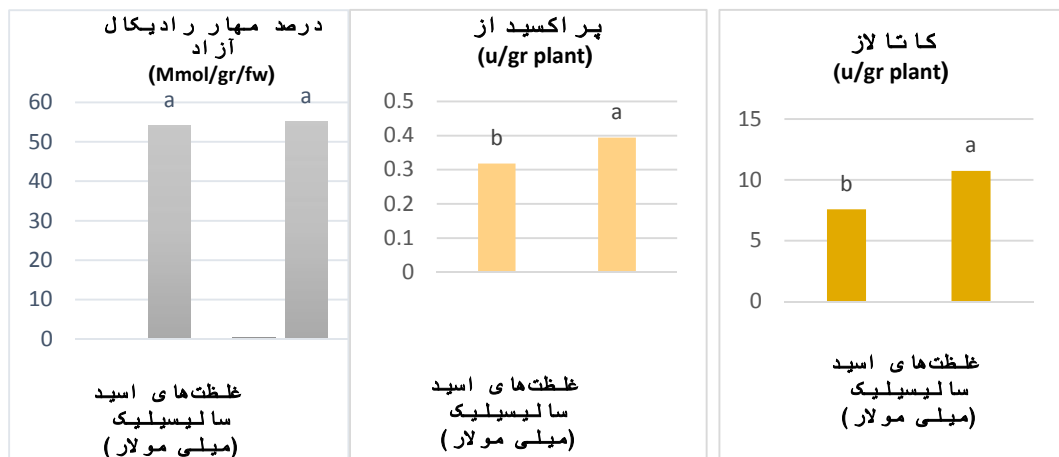 درصد مهار رادیکال
آزاد
(Mmol/gr/fw)
60
50
40
30
20
10
0
a
a
غلظت‌های اسید
سالیسیلیک
(میلی مولار)
پراکسیداز
(u/gr plant)
0.5
0.4
0.3
0.2
0.1
0
b
a
غلظت‌های اسید
سالیسیلیک
(میلی مولار)
کاتالاز
(u/gr plant)
15
10
5
0
b
a
غلظت‌های اسید
سالیسیلیک
(میلی مولار)